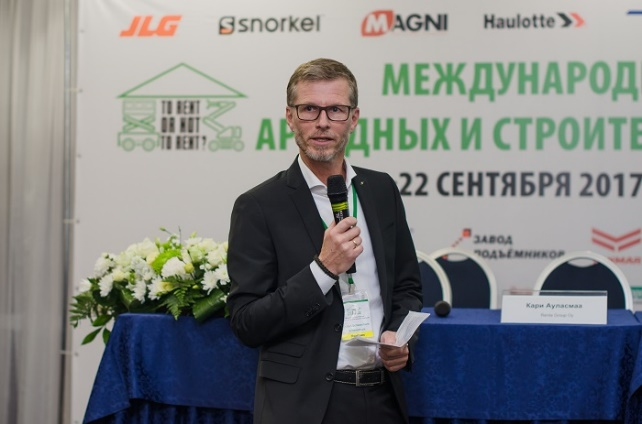 JLG
snorkel
MAGNI
Haulotte
МЕЖДУНАРОДН
TO RENT
OR NOT
TO RENT?
АРЕНДНЫХ И СТРОИТЕ
22 СЕНТЯБРЯ 2017
ЗАВОД
ПОДЪЁМНИКОВ
Кари Ауласмаа